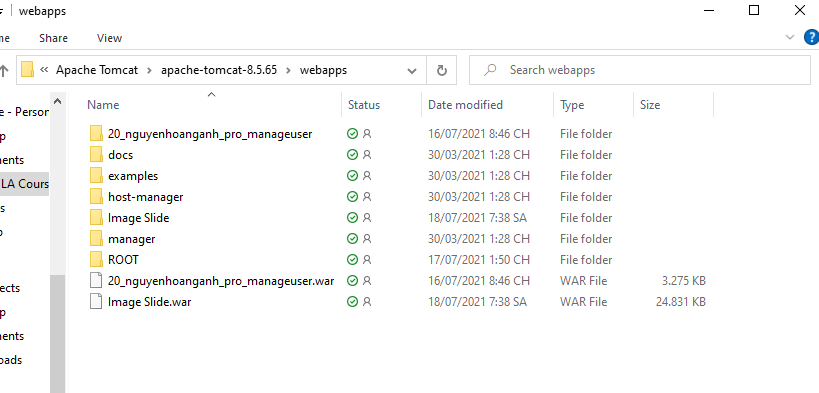 webapps
me Share View
« Apache Tomcat > apache-tomcat-8.5.65 > webapps Search webapps
Name Status Date modified Type Size
20_nguyenhoanganh_pro_manageuser 16/07/2021 8:46 CH File folder
docs 30/03/2021 1:28 CH File folder
examples 30/03/2021 1:28 CH File folder
host-manager 30/03/2021 1:28 CH File folder
Image Slide 18/07/2021 7:38 SA File folder
manager 30/03/2021 1:28 CH File folder
ROOT 17/07/2021 1:50 CH File folder
20_nguyenhoanganh_pro_manageuser.war 16/07/2021 8:46 CH WAR File 3.275 KB
Image Slide.war 18/07/2021 7:38 SA WAR File 24.831 KB
e - Person
p
nents
LA Cours
s
p
ects
p
nents
oads